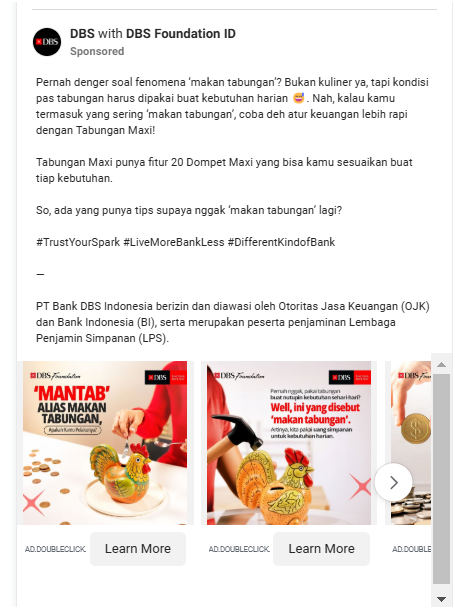 DBS with DBS Foundation ID
Sponsored
Pernah denger soal fenomena ‘makan tabungan’? Bukan kuliner ya, tapi kondisi
pas tabungan harus dipakai buat kebutuhan harian 😅. Nah, kalau kamu
termasuk yang sering ‘makan tabungan’, coba deh atur keuangan lebih rapi
dengan Tabungan Maxi!
Tabungan Maxi punya fitur 20 Dompet Maxi yang bisa kamu sesuaikan buat
tiap kebutuhan.
So, ada yang punya tips supaya nggak ‘makan tabungan’ lagi?
#TrustYourSpark #LiveMoreBankLess #DifferentKindofBank
—
PT Bank DBS Indonesia berizin dan diawasi oleh Otoritas Jasa Keuangan (OJK)
dan Bank Indonesia (BI), serta merupakan peserta penjaminan Lembaga
Penjamin Simpanan (LPS).
DBS Foundation
DBS
‘MANTAB’
ALIAS MAKAN
TABUNGAN,
AD.DOUBLECLICK.
Learn More
DBS Foundation
DBS
Pernah nggak, pakai tabungan
buat nutupin kebutuhan sehari-hari?
Well, ini yang disebut
‘makan tabungan’.
Artinya, kita pakai uang simpanan
untuk kebutuhan harian.
AD.DOUBLECLICK.
Learn More
DBS Fo
AD.DOUBLE